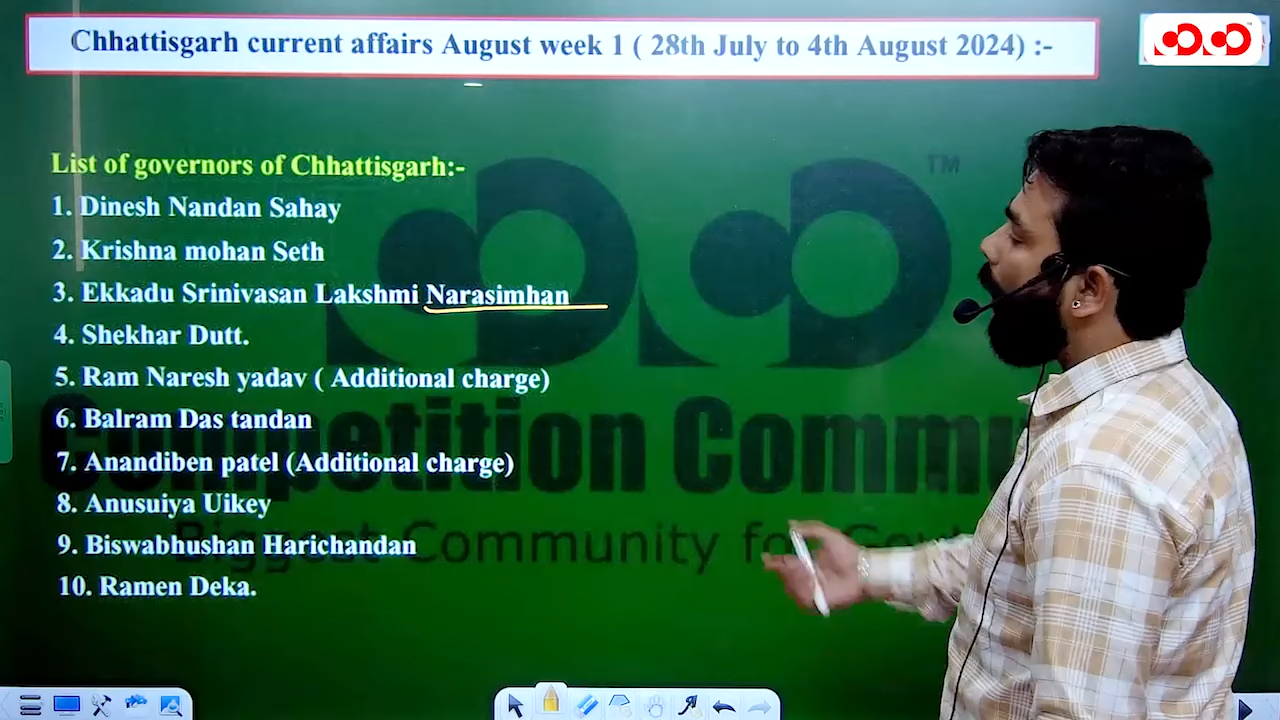 Chhattisgarh current affairs August week 1 ( 28th July to 4th August 2024) :-
TM
List of governors of Chhattisgarh:-
1. Dinesh Nandan Sahay
2. Krishna mohan Seth
3. Ekkadu Srinivasan Lakshmi Narasimhan
4. Shekhar Dutt.
5. Ram Naresh yadav ( Additional charge)
6. Balram Das tandan
7. Anandiben patel (Additional charge)
8. Anusuiya Uikey
9. Biswabhushan Harichandan
10. Ramen Deka.
Competition Commu
Biggest Community for Gov